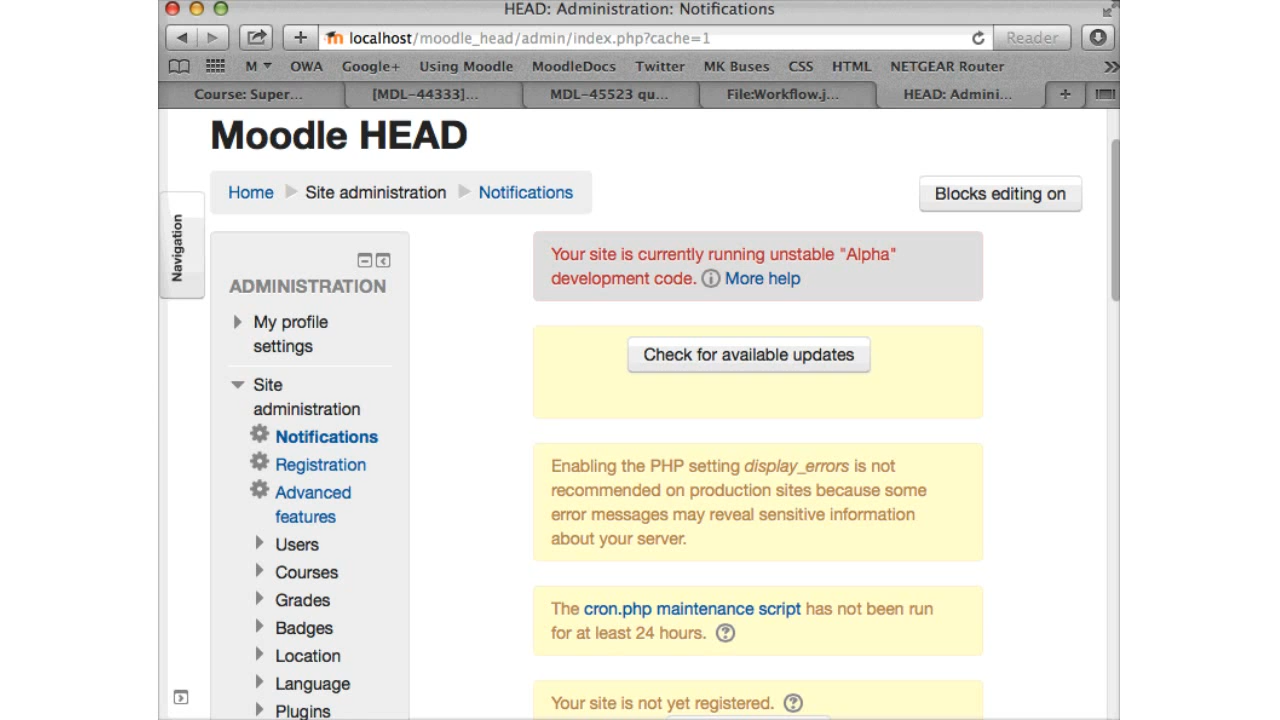 HEAD: Administration: Notifications
localhost/moodle_head/admin/index.php?cache=1
Reader
M OWA Google+ Using Moodle MoodleDocs Twitter MK Buses CSS HTML NETGEAR Router
Course: Super... [MDL-44333]... MDL-45523 qu... File:Workflow.j... HEAD: Admini...
Moodle HEAD
Home Site administration Notifications
Blocks editing on
Navigation
ADMINISTRATION
My profile
settings
Site
administration
Notifications
Registration
Advanced
features
Users
Courses
Grades
Badges
Location
Language
Plugins
Your site is currently running unstable "Alpha"
development code. More help
Check for available updates
Enabling the PHP setting display_errors is not
recommended on production sites because some
error messages may reveal sensitive information
about your server.
The cron.php maintenance script has not been run
for at least 24 hours.
Your site is not yet registered.